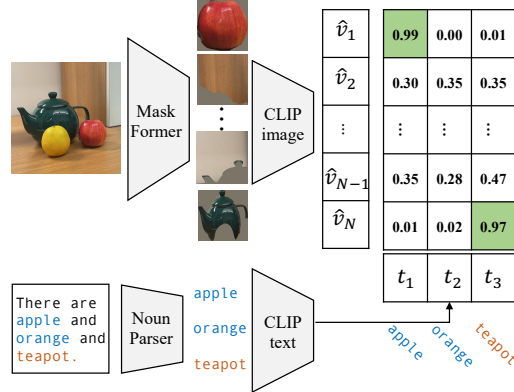 Mask
Former
CLIP
image
v̂₁ 0.99 0.00 0.01
v̂₂ 0.30 0.35 0.35
⋮ ⋮ ⋮ ⋮
v̂_{N−1} 0.35 0.28 0.47
v̂_N 0.01 0.02 0.97
t₁ t₂ t₃
apple orange teapot
There are
apple and
orange and
teapot.
Noun
Parser
apple
orange
teapot
CLIP
text